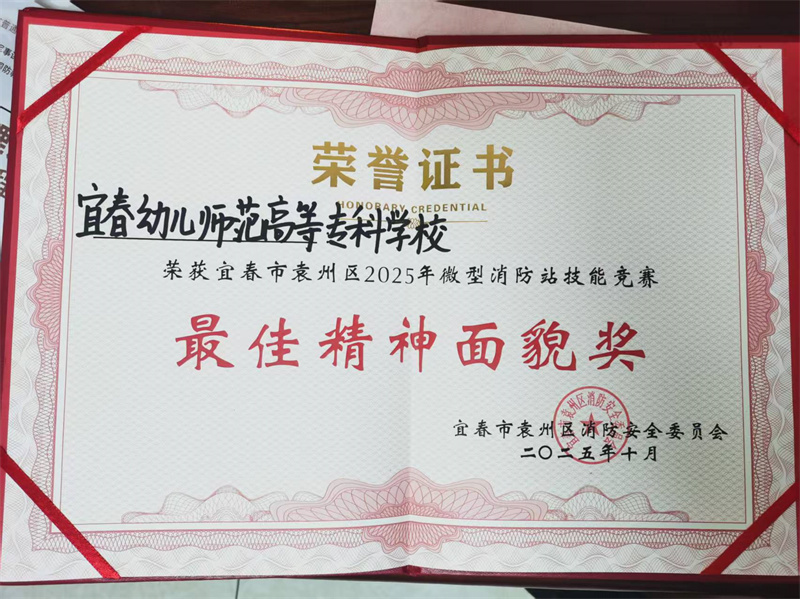 荣誉证书
HONORARY CREDENTIAL
宜春幼儿师范高等专科学校
荣获宜春市袁州区2025年微型消防站技能竞赛
最佳精神面貌奖
宜春市袁州区消防安全委员会
二〇二五年十月